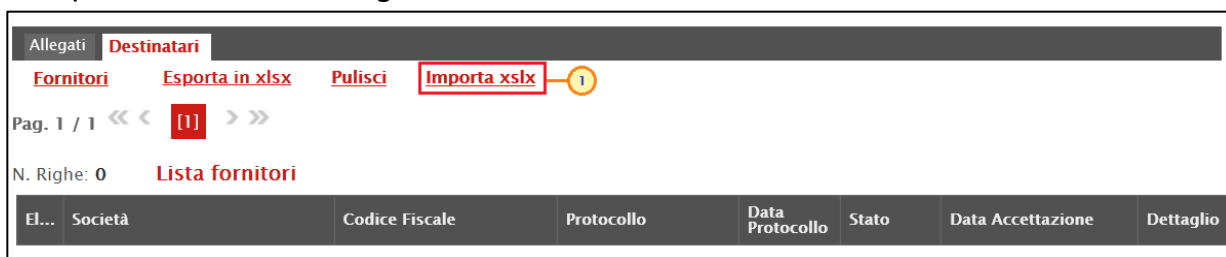 Allegati Destinatari
Fornitori Esporta in xlsx Pulisci Importa xslx 1
Pag. 1 / 1 << < [1] > >>
N. Righe: 0 Lista fornitori
El... Società Codice Fiscale Protocollo Data Protocollo Stato Data Accettazione Dettaglio